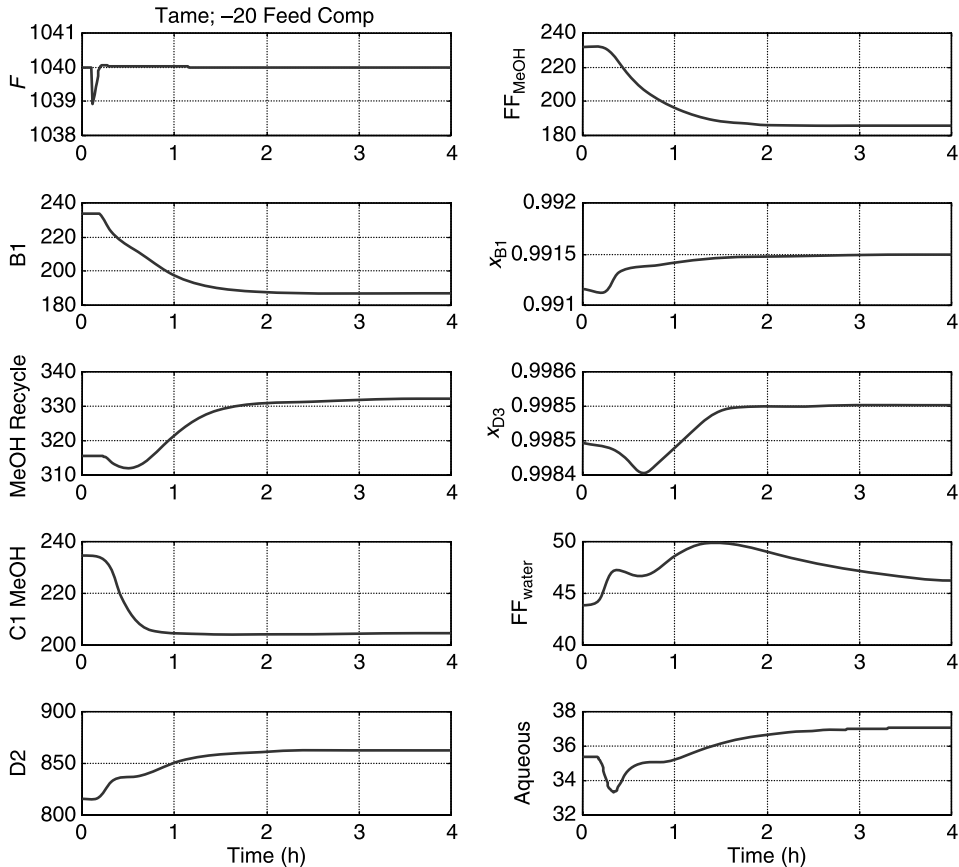 Tame; –20 Feed Comp
1041
1040
1039
1038
F
0 1 2 3 4
240
220
200
180
FF_MeOH
0 1 2 3 4
240
220
200
180
B1
0 1 2 3 4
0.992
0.9915
0.991
x_B1
0 1 2 3 4
340
330
320
310
MeOH Recycle
0 1 2 3 4
0.9986
0.9985
0.9985
0.9984
x_D3
0 1 2 3 4
240
220
200
C1 MeOH
0 1 2 3 4
50
45
40
FF_water
0 1 2 3 4
900
850
800
D2
0 1 2 3 4
Time (h)
38
36
34
32
Aqueous
0 1 2 3 4
Time (h)